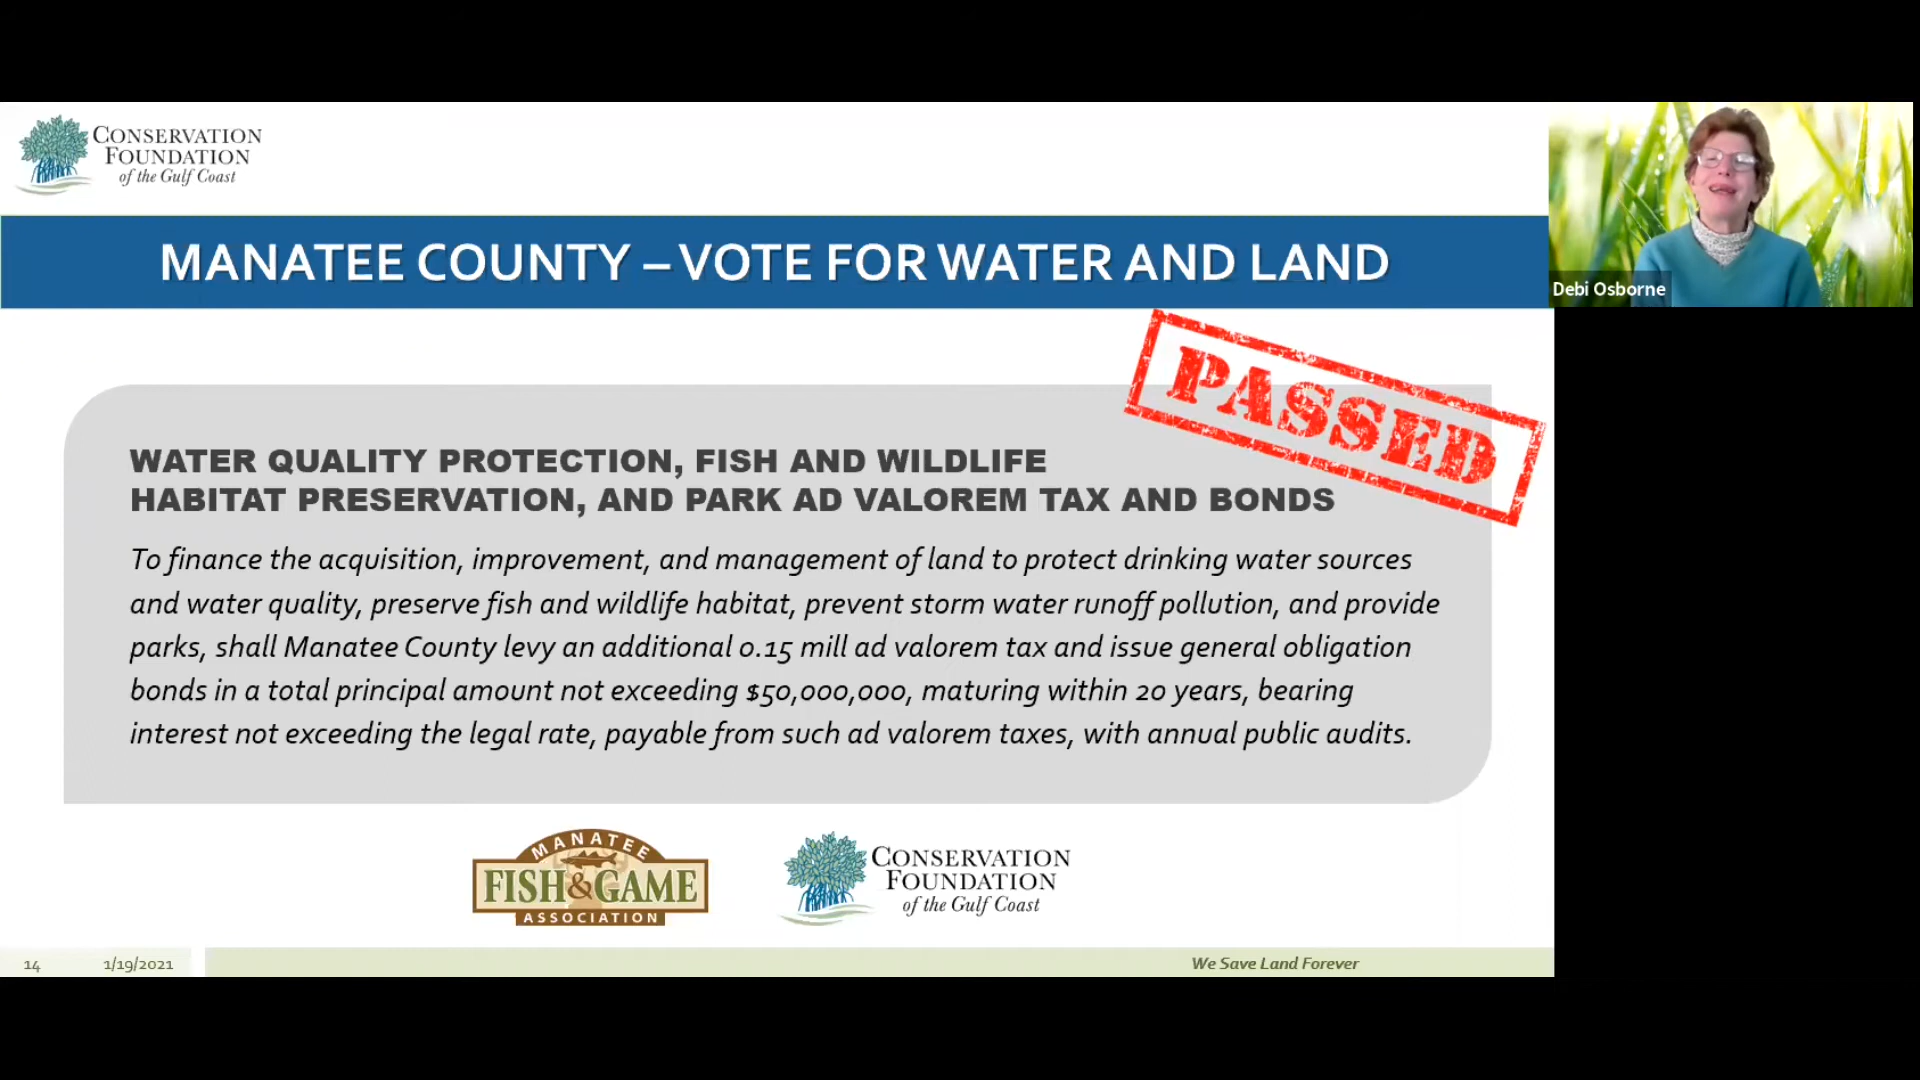 CONSERVATION
FOUNDATION
of the Gulf Coast
MANATEE COUNTY – VOTE FOR WATER AND LAND
Debi Osborne
PASSED
WATER QUALITY PROTECTION, FISH AND WILDLIFE
HABITAT PRESERVATION, AND PARK AD VALOREM TAX AND BONDS
To finance the acquisition, improvement, and management of land to protect drinking water sources
and water quality, preserve fish and wildlife habitat, prevent storm water runoff pollution, and provide
parks, shall Manatee County levy an additional 0.15 mill ad valorem tax and issue general obligation
bonds in a total principal amount not exceeding $50,000,000, maturing within 20 years, bearing
interest not exceeding the legal rate, payable from such ad valorem taxes, with annual public audits.
MANATEE
FISH&GAME
ASSOCIATION
CONSERVATION
FOUNDATION
of the Gulf Coast
14 1/19/2021 We Save Land Forever